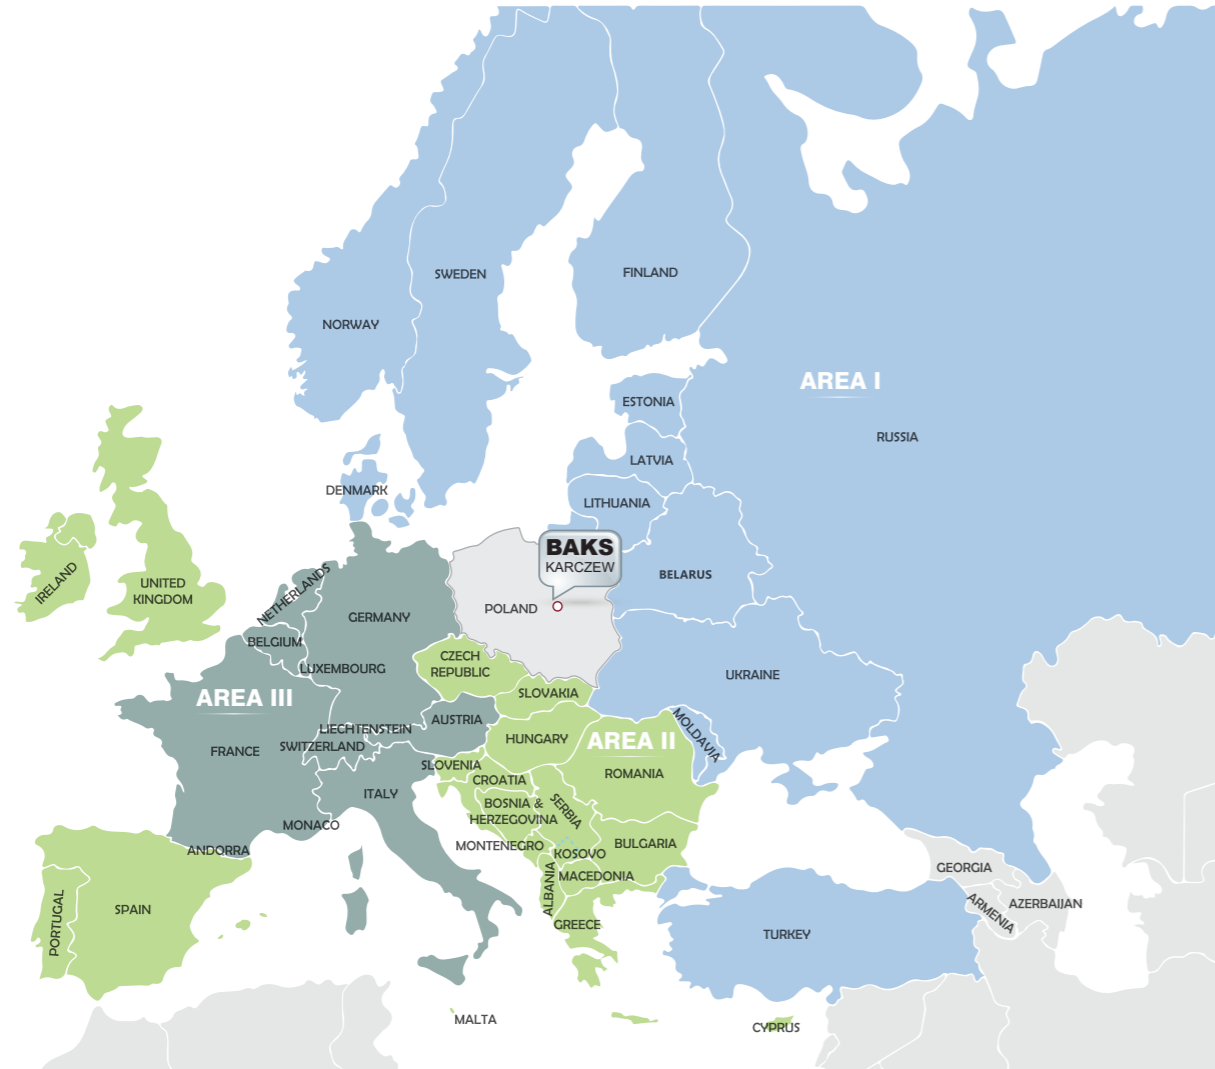 SWEDEN
FINLAND
NORWAY
AREA I
ESTONIA
RUSSIA
LATVIA
DENMARK
LITHUANIA
BAKS
KARCZEW
BELARUS
IRELAND
UNITED
KINGDOM
NETHERLANDS
POLAND
GERMANY
BELGIUM
CZECH
REPUBLIC
LUXEMBOURG
UKRAINE
SLOVAKIA
AREA III
AUSTRIA
LIECHTENSTEIN
MOLDAVIA
HUNGARY
AREA II
SWITZERLAND
FRANCE
SLOVENIA
ROMANIA
CROATIA
ITALY
BOSNIA &
HERZEGOVINA
SERBIA
MONACO
MONTENEGRO
BULGARIA
ANDORRA
KOSOVO
GEORGIA
MACEDONIA
ALBANIA
AZERBAIJAN
ARMENIA
SPAIN
PORTUGAL
GREECE
TURKEY
MALTA
CYPRUS